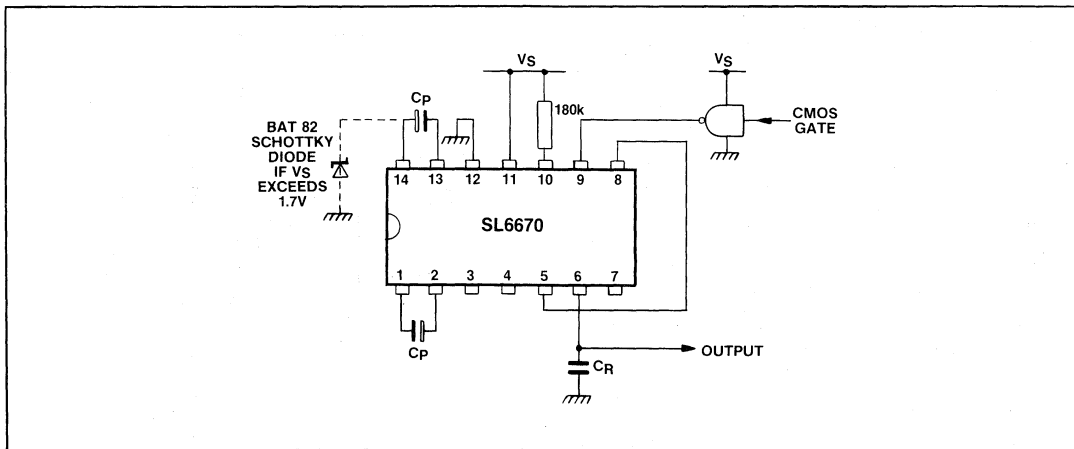 VS
VS
CP
180k
CMOS
GATE
BAT 82
SCHOTTKY
DIODE
IF VS
EXCEEDS
1.7V
14 13 12 11 10 9 8
SL6670
1 2 3 4 5 6 7
CP
OUTPUT
CR